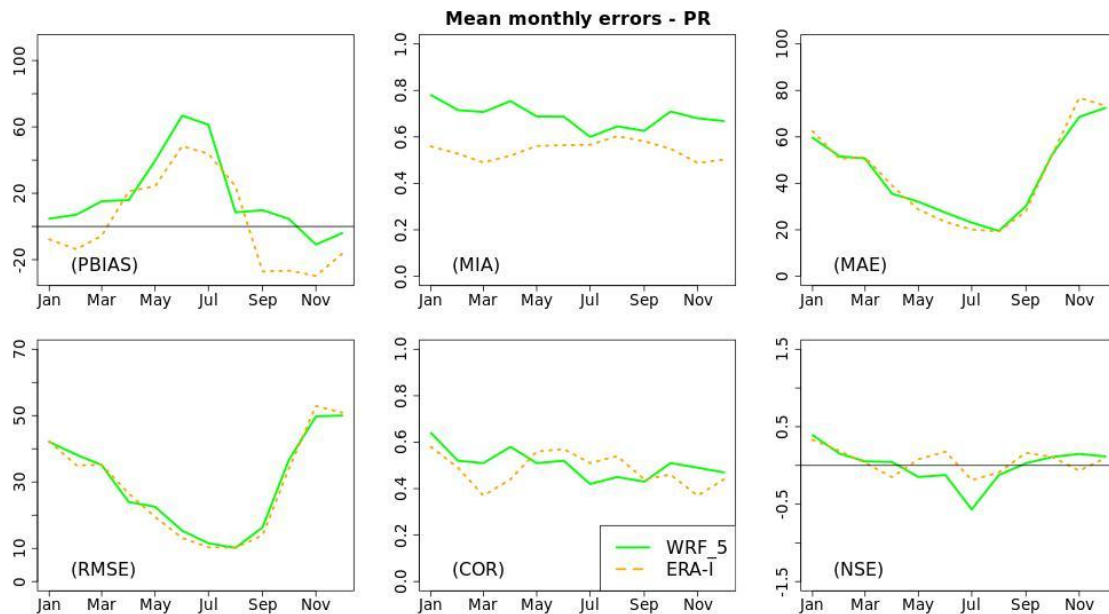 Mean monthly errors - PR
100
60
20
-20
(PBIAS)
Jan Mar May Jul Sep Nov
1.0
0.8
0.6
0.4
0.2
0.0
(MIA)
Jan Mar May Jul Sep Nov
100
80
60
40
20
0
(MAE)
Jan Mar May Jul Sep Nov
70
50
30
10
0
(RMSE)
Jan Mar May Jul Sep Nov
1.0
0.8
0.6
0.4
0.2
0.0
(COR)
WRF_5
ERA-I
Jan Mar May Jul Sep Nov
1.5
0.5
-0.5
-1.5
(NSE)
Jan Mar May Jul Sep Nov